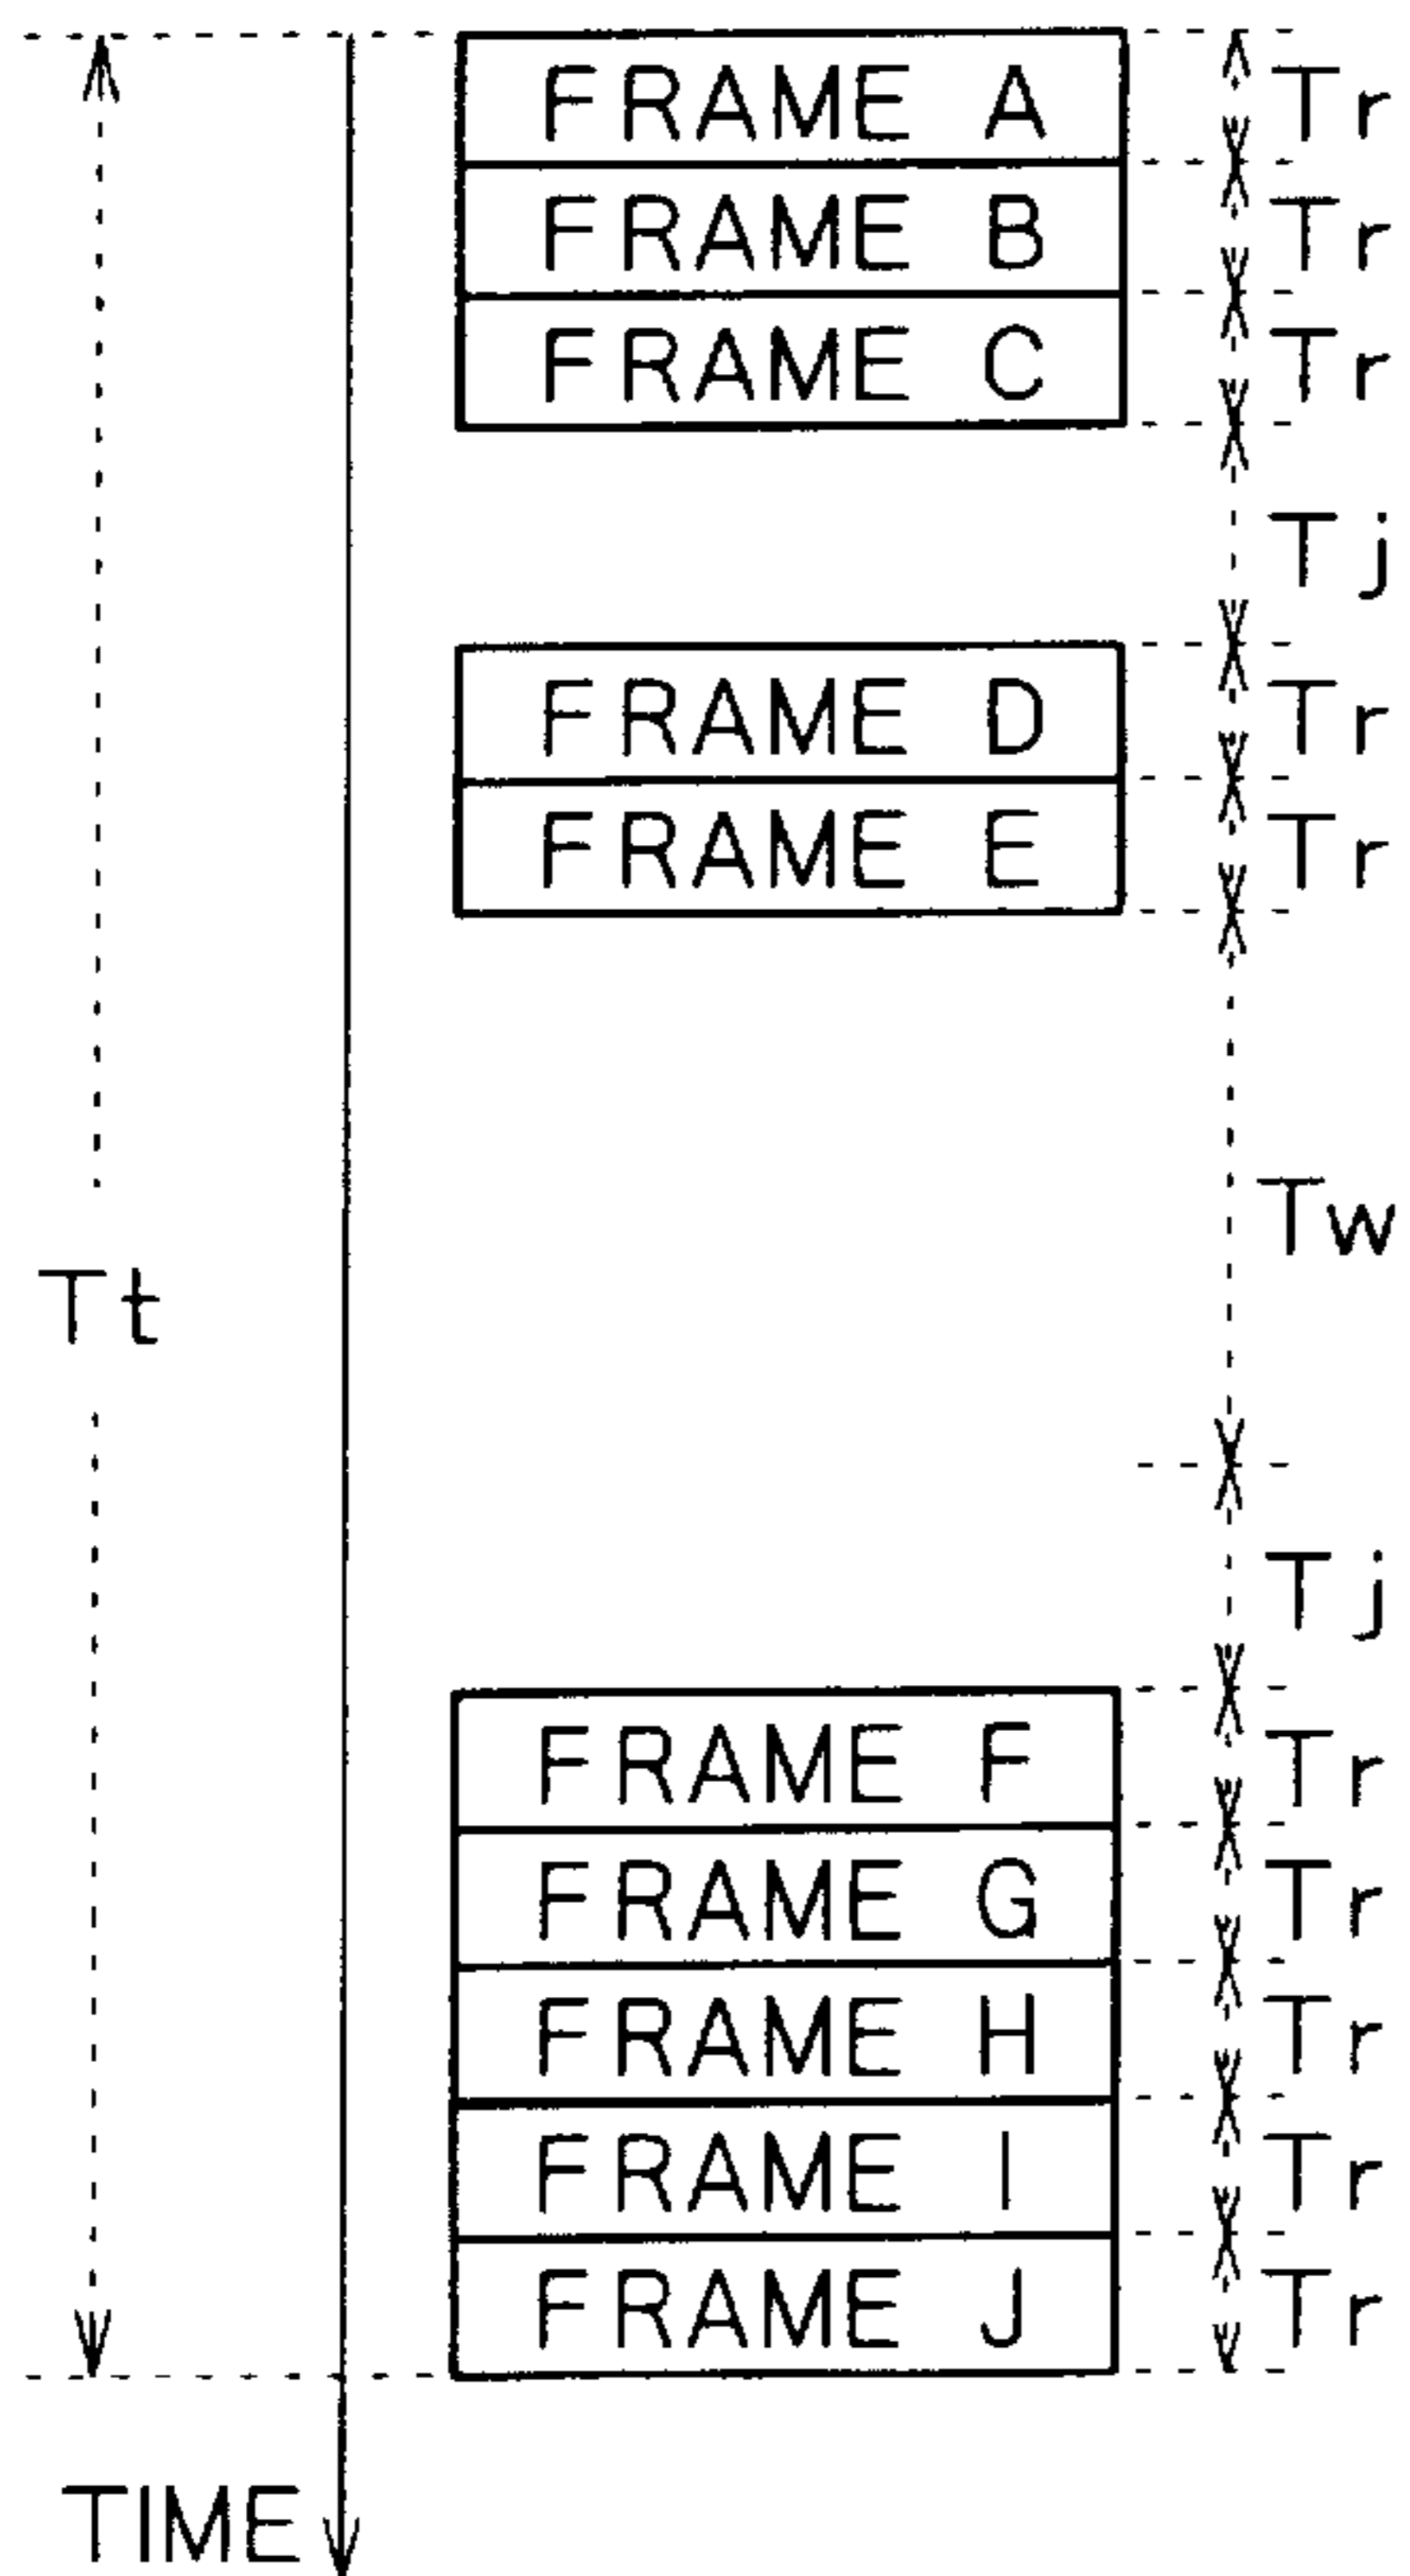 FRAME A Tr
FRAME B Tr
FRAME C Tr
Tj
FRAME D Tr
FRAME E Tr
Tw
Tt
Tj
FRAME F Tr
FRAME G Tr
FRAME H Tr
FRAME I Tr
FRAME J Tr
TIME